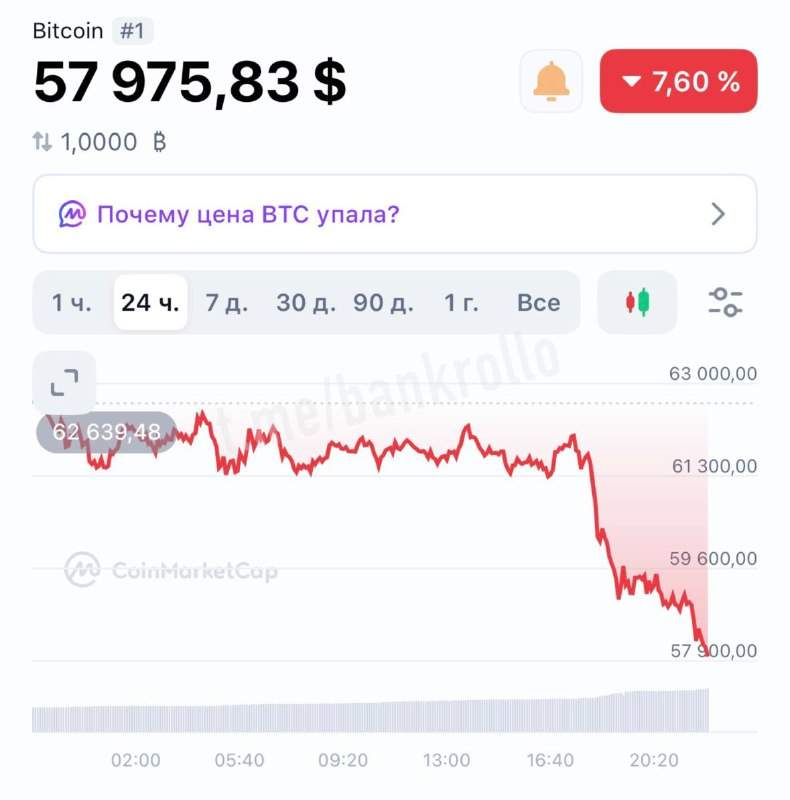 Bitcoin #1
57 975,83 $
7,60 %
1,0000 ₿
Почему цена BTC упала?
1 ч. 24 ч. 7 д. 30 д. 90 д. 1 г. Все
t.me/bankrollo
63 000,00
62 639,48
61 300,00
59 600,00
CoinMarketCap
57 900,00
02:00 05:40 09:20 13:00 16:40 20:20